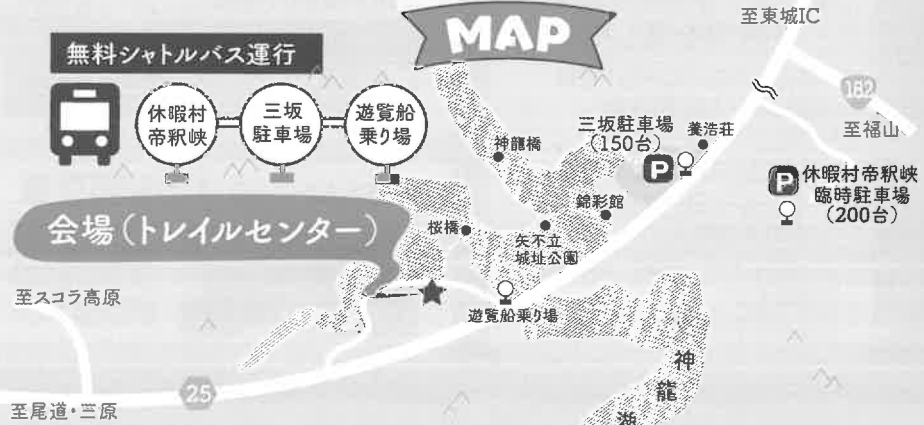 至東城IC
MAP
無料シャトルバス運行
182
休暇村
帝釈峡
三坂
駐車場
遊覧船
乗り場
三坂駐車場
(150台)
養浩荘
至福山
神龍橋
P
P
休暇村帝釈峡
臨時駐車場
(200台)
錦彩館
会場(トレイルセンター)
桜橋
矢不立
城址公園
至スコラ高原
遊覧船乗り場
神
龍
湖
25
至尾道・三原